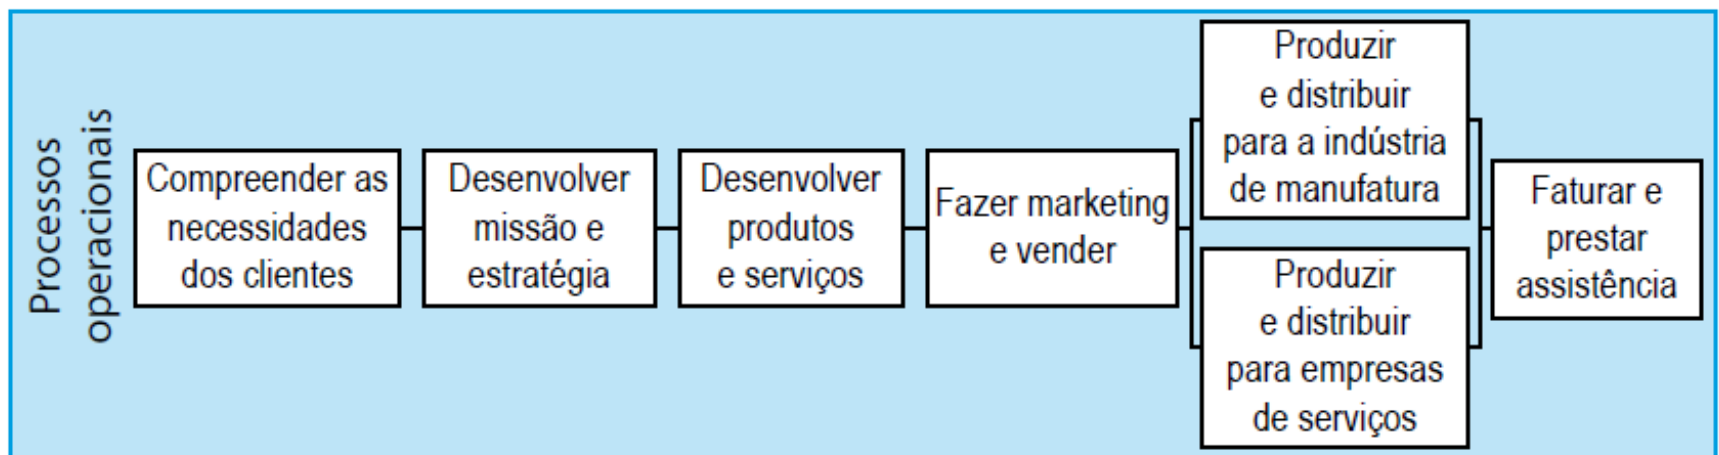 Processos
operacionais
Compreender as
necessidades
dos clientes
Desenvolver
missão e
estratégia
Desenvolver
produtos
e serviços
Fazer marketing
e vender
Produzir
e distribuir
para a indústria
de manufatura
Produzir
e distribuir
para empresas
de serviços
Faturar e
prestar
assistência